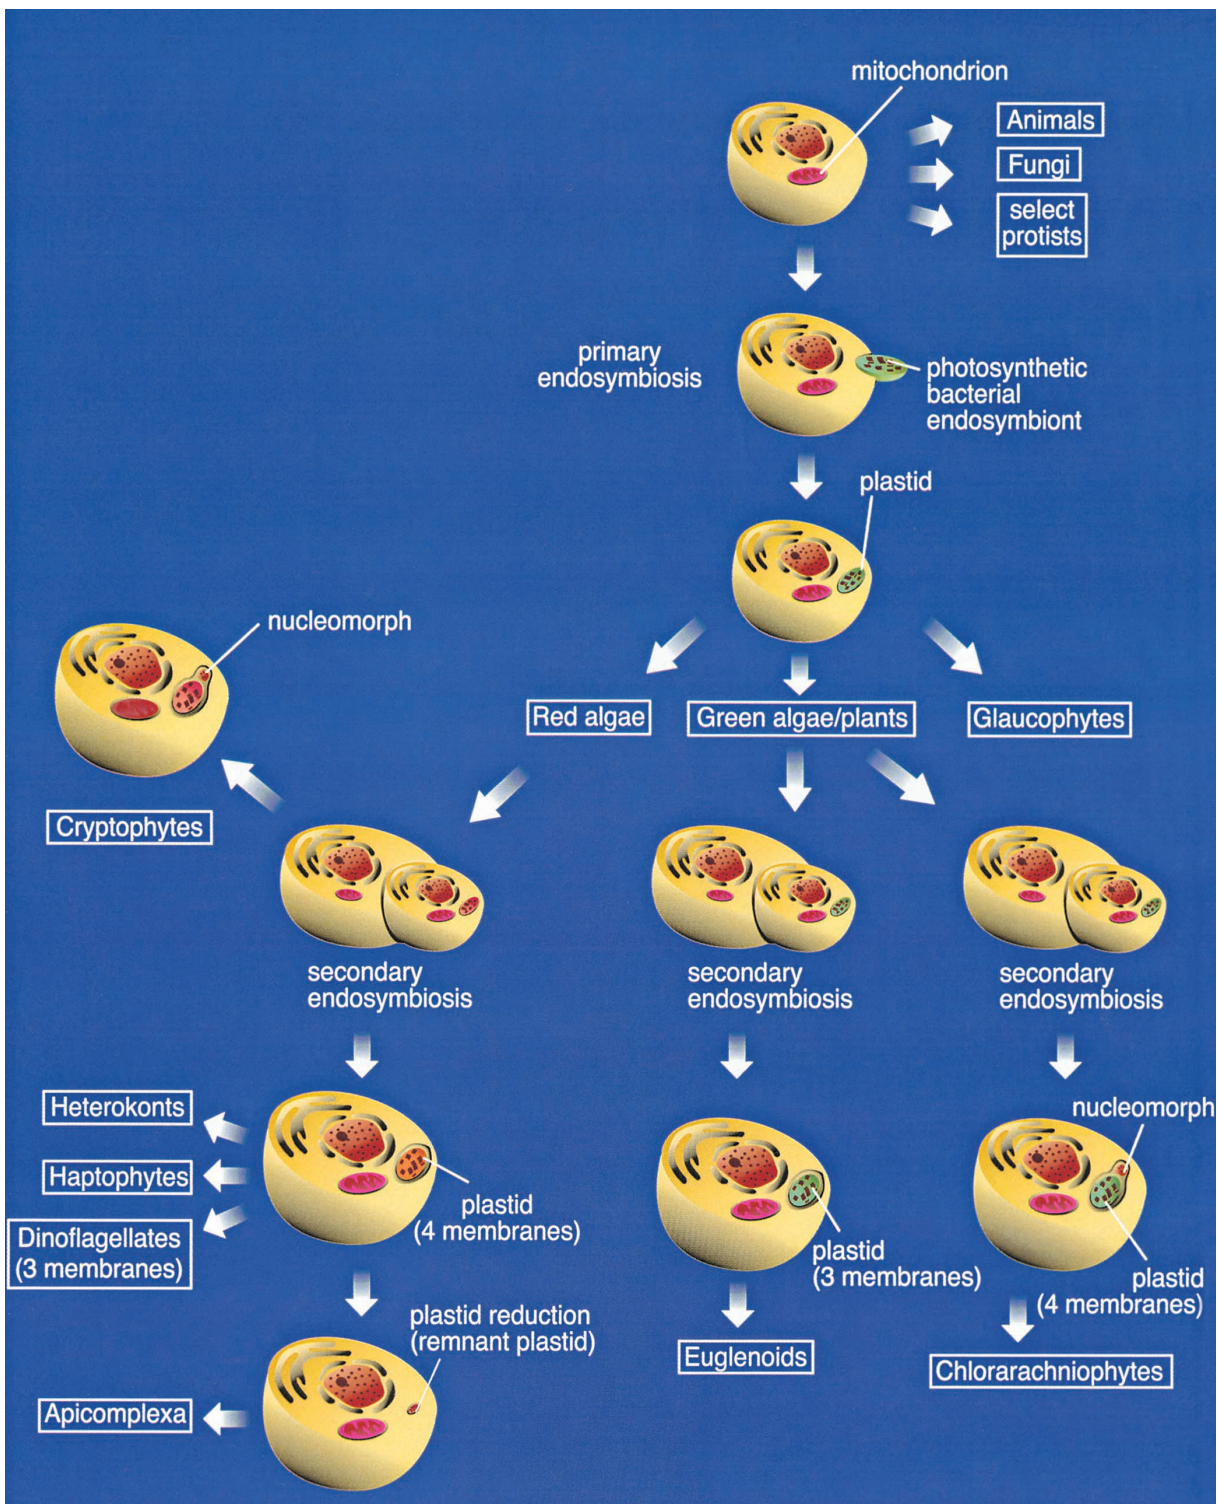 mitochondrion
Animals
Fungi
select
protists
primary
endosymbiosis
photosynthetic
bacterial
endosymbiont
plastid
nucleomorph
Red algae
Green algae/plants
Glaucophytes
Cryptophytes
secondary
endosymbiosis
secondary
endosymbiosis
secondary
endosymbiosis
Heterokonts
Haptophytes
Dinoflagellates
(3 membranes)
plastid
(4 membranes)
plastid
(3 membranes)
nucleomorph
plastid
(4 membranes)
plastid reduction
(remnant plastid)
Euglenoids
Chlorarachniophytes
Apicomplexa